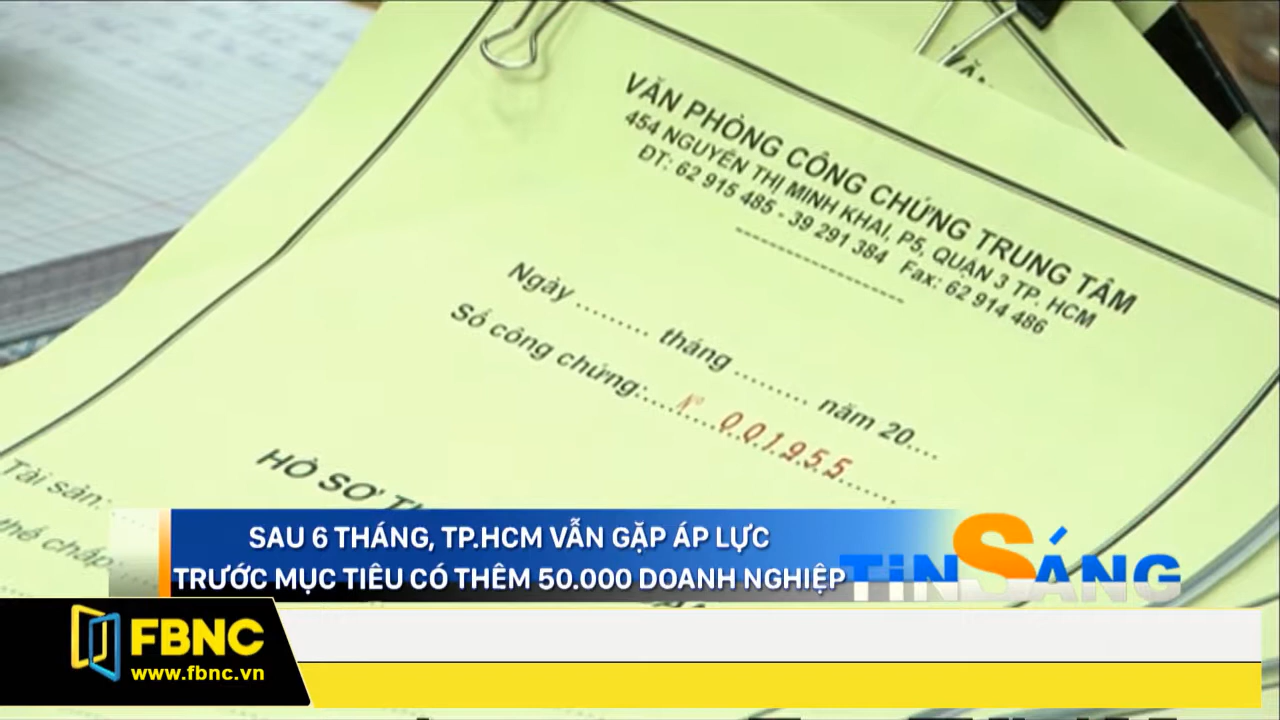 VĂN PHÒNG CÔNG CHỨNG TRUNG TÂM
454 NGUYỄN THỊ MINH KHAI, P5, QUẬN 3 TP. HCM
ĐT: 62 915 485 - 39 291 384 Fax: 62 914 486
Ngày ......... tháng ......... năm 20....
Số công chứng:....Nº 001955......
HỒ SƠ
Tài sản: ....
thế chấp:
SAU 6 THÁNG, TP.HCM VẪN GẶP ÁP LỰC
TRƯỚC MỤC TIÊU CÓ THÊM 50.000 DOANH NGHIỆP
TiN SÁNG
FBNC
www.fbnc.vn